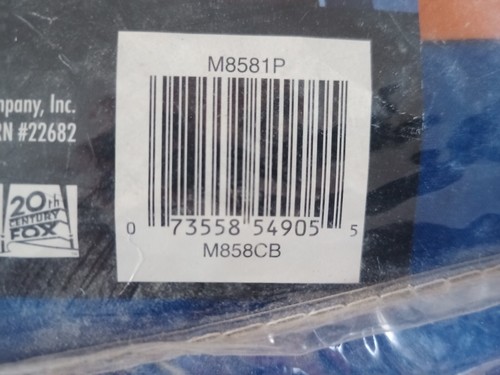 M8581P
mpany, Inc.
RN #22682
20th
CENTURY
FOX
0 73558 54905 5
M858CB